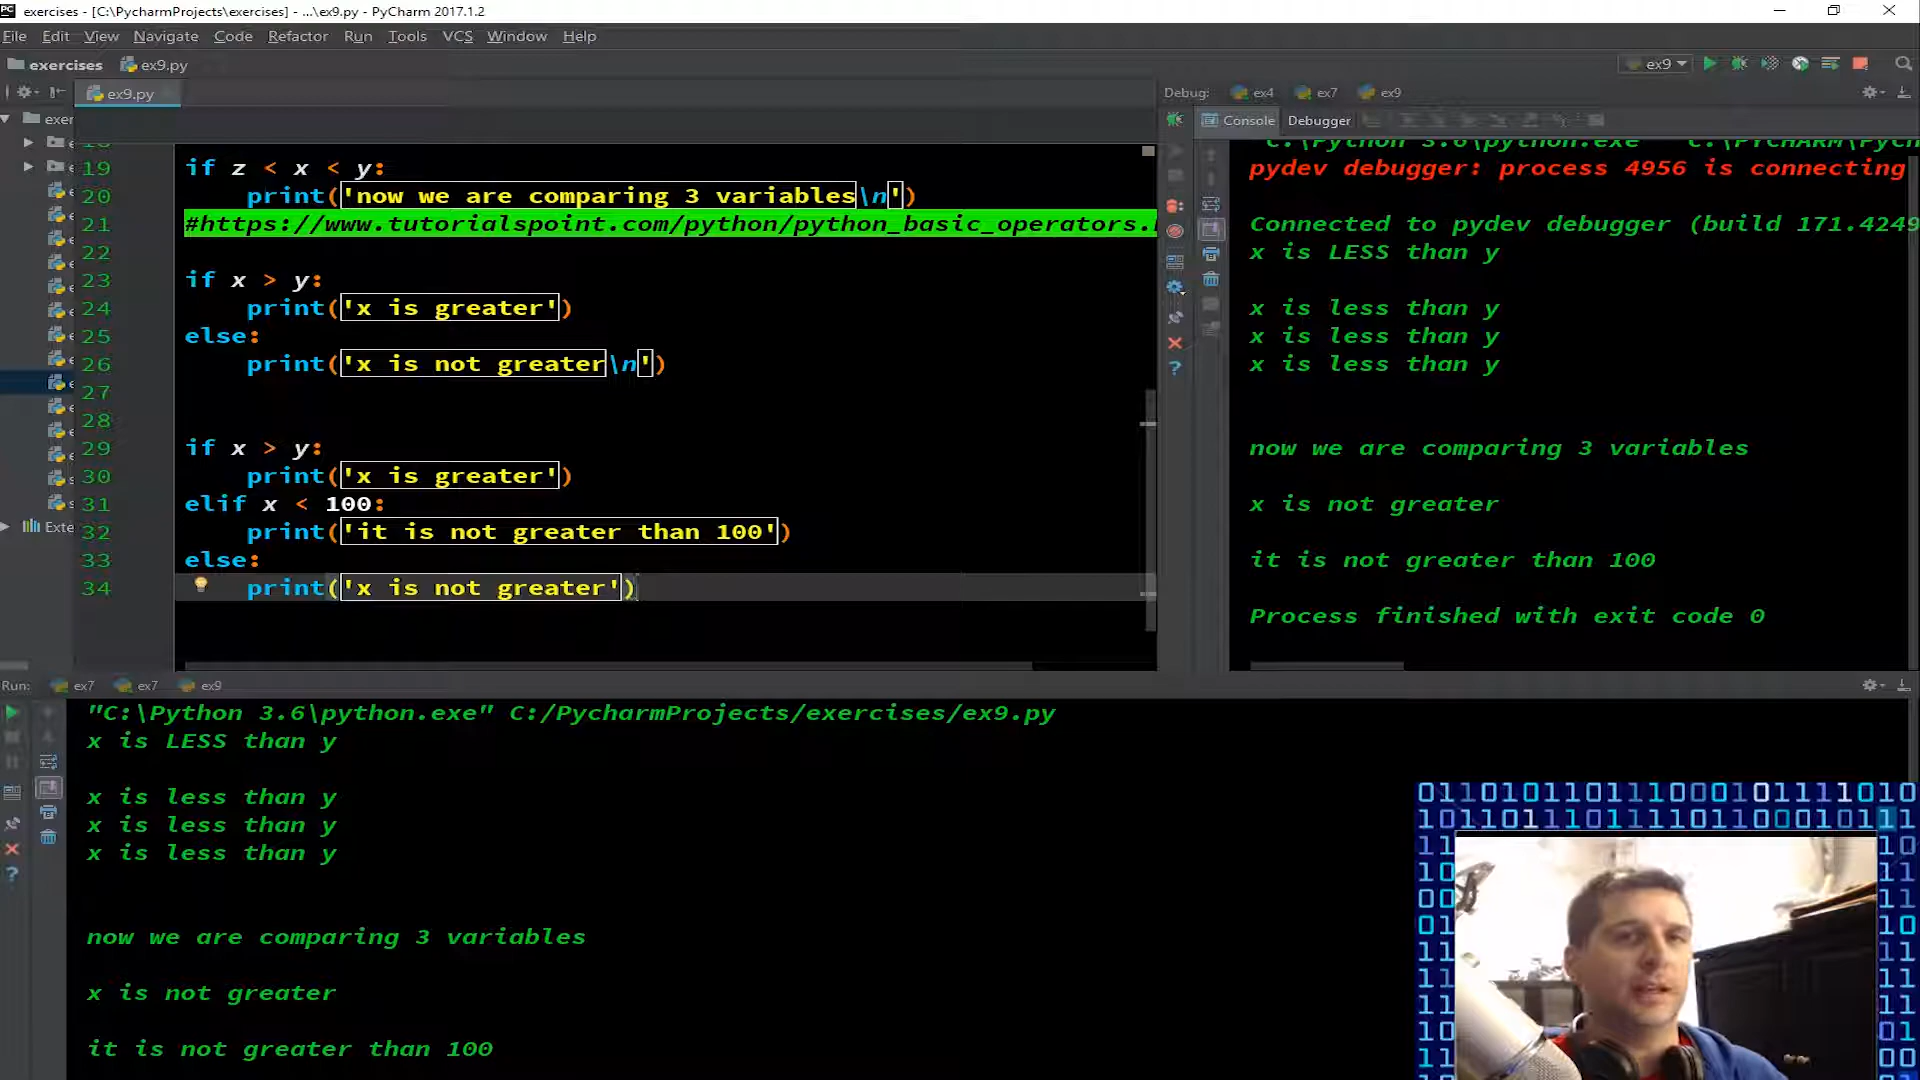 exercises - [C:\PycharmProjects\exercises] - ...\ex9.py - PyCharm 2017.1.2
File Edit View Navigate Code Refactor Run Tools VCS Window Help
exercises ex9.py
ex9
ex9.py
Debug: ex4 ex7 ex9
Console Debugger
exer
Exte
19 if z < x < y:
20 print('now we are comparing 3 variables\n')
21 #https://www.tutorialspoint.com/python/python_basic_operators.
22
23 if x > y:
24 print('x is greater')
25 else:
26 print('x is not greater\n')
27
28
29 if x > y:
30 print('x is greater')
31 elif x < 100:
32 print('it is not greater than 100')
33 else:
34 print('x is not greater')
"C:\Python 3.6\python.exe" "C:\PyCHARM\PyCh
pydev debugger: process 4956 is connecting
Connected to pydev debugger (build 171.4249
x is LESS than y
x is less than y
x is less than y
x is less than y
now we are comparing 3 variables
x is not greater
it is not greater than 100
Process finished with exit code 0
Run: ex7 ex7 ex9
"C:\Python 3.6\python.exe" C:/PycharmProjects/exercises/ex9.py
x is LESS than y
x is less than y
x is less than y
x is less than y
now we are comparing 3 variables
x is not greater
it is not greater than 100